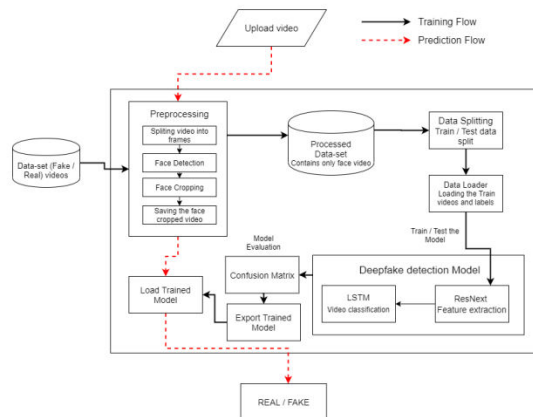 Upload video
Training Flow
Prediction Flow
Preprocessing
Spliting video into
frames
Face Detection
Face Cropping
Saving the face
cropped video
Data-set (Fake /
Real) videos
Processed
Data-set
Contains only face video
Data Splitting
Train / Test data
split
Data Loader
Loading the Train
videos and labels
Train / Test the
Model
Model
Evaluation
Confusion Matrix
Export Trained
Model
Load Trained
Model
Deepfake detection Model
LSTM
Video classification
ResNext
Feature extraction
REAL / FAKE